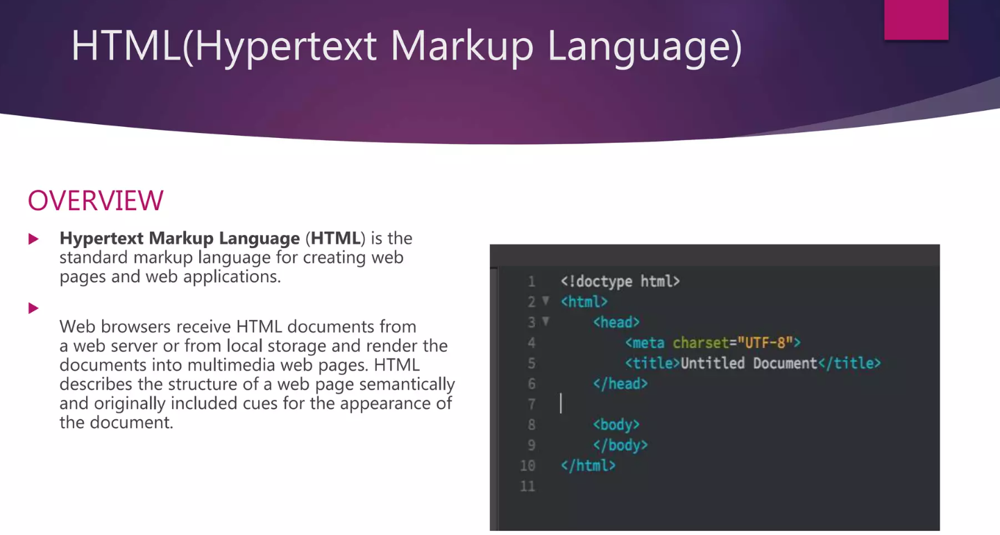 HTML(Hypertext Markup Language)
OVERVIEW
Hypertext Markup Language (HTML) is the
standard markup language for creating web
pages and web applications.
Web browsers receive HTML documents from
a web server or from local storage and render the
documents into multimedia web pages. HTML
describes the structure of a web page semantically
and originally included cues for the appearance of
the document.
1 <!doctype html>
2 <html>
3 <head>
4 <meta charset="UTF-8">
5 <title>Untitled Document</title>
6 </head>
7
8 <body>
9 </body>
10 </html>
11